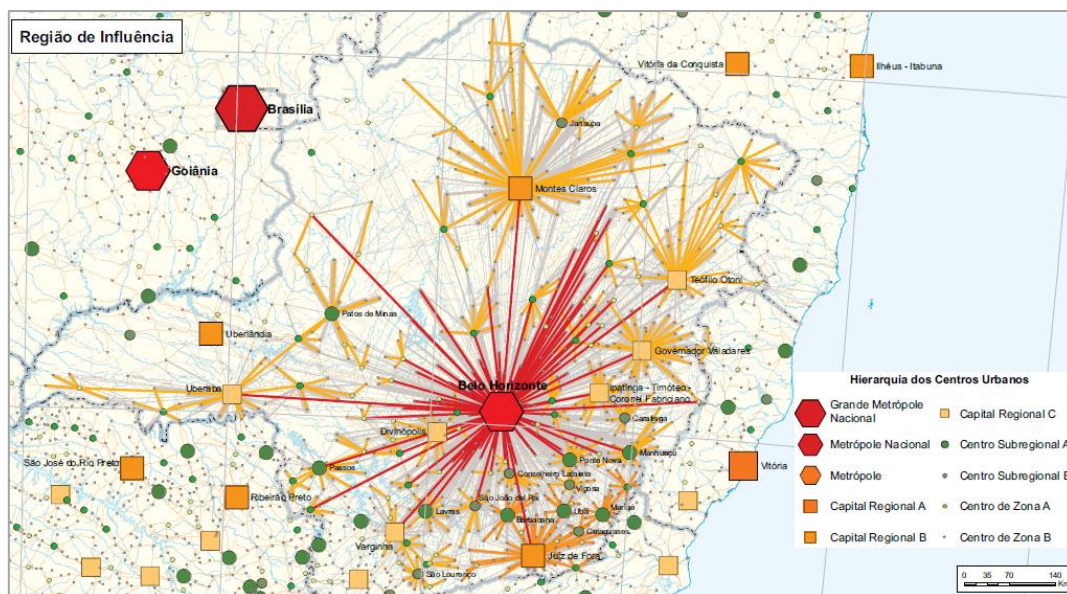 Região de Influência
Vitória da Conquista
Ilhéus - Itabuna
Brasília
Janaúba
Goiânia
Montes Claros
Teófilo Otoni
Patos de Minas
Uberlândia
Governador Valadares
Uberaba
Belo Horizonte
Ipatinga - Timóteo -
Coronel Fabriciano
Caratinga
Divinópolis
Manhuaçu
Ponte Nova
São José do Rio Preto
Passos
Conselheiro Lafaiete
Vitória
Viçosa
Ribeirão Preto
São João del Rei
Lavras
Barbacena
Ubá
Muriaé
Cataguases
Varginha
Juiz de Fora
São Lourenço
Hierarquia dos Centros Urbanos
Grande Metrópole
Nacional
Metrópole Nacional
Metrópole
Capital Regional A
Capital Regional B
Capital Regional C
Centro Subregional A
Centro Subregional B
Centro de Zona A
Centro de Zona B
0 35 70 140
Km